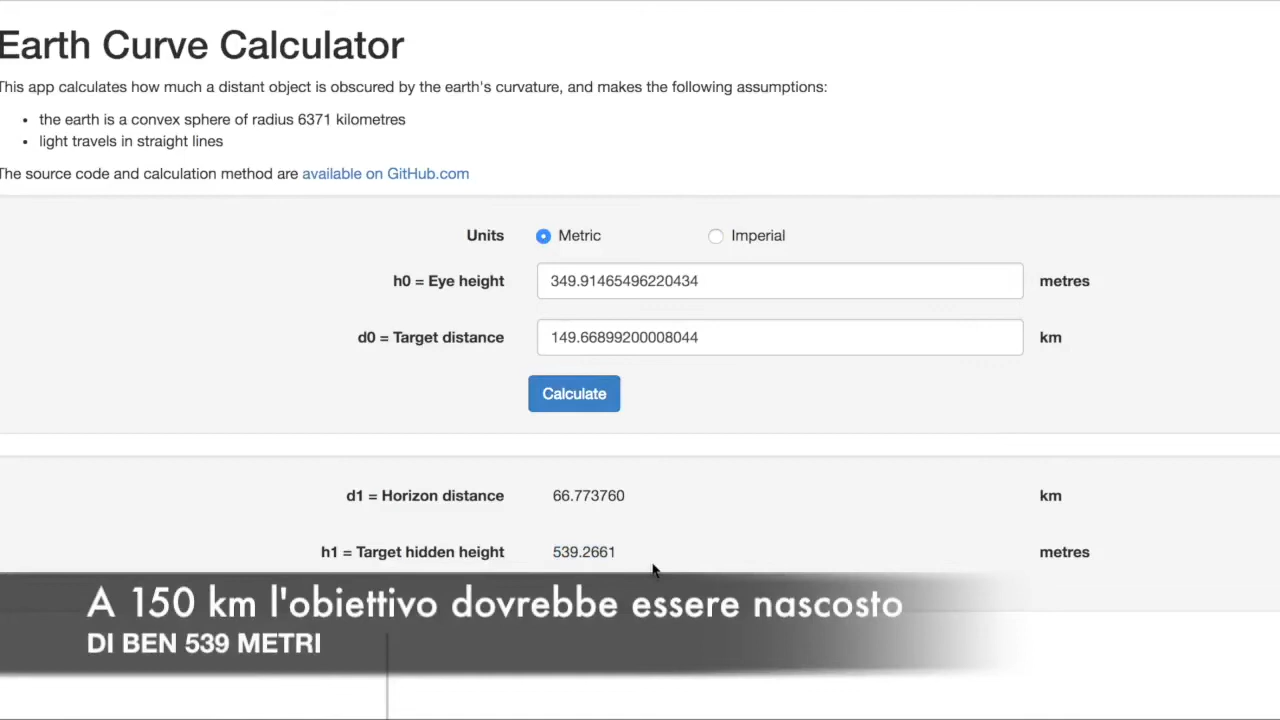 Earth Curve Calculator
This app calculates how much a distant object is obscured by the earth's curvature, and makes the following assumptions:
• the earth is a convex sphere of radius 6371 kilometres
• light travels in straight lines
The source code and calculation method are available on GitHub.com
Units Metric Imperial
h0 = Eye height 349.91465496220434 metres
d0 = Target distance 149.66899200008044 km
Calculate
d1 = Horizon distance 66.773760 km
h1 = Target hidden height 539.2661 metres
A 150 km l'obiettivo dovrebbe essere nascosto
DI BEN 539 METRI